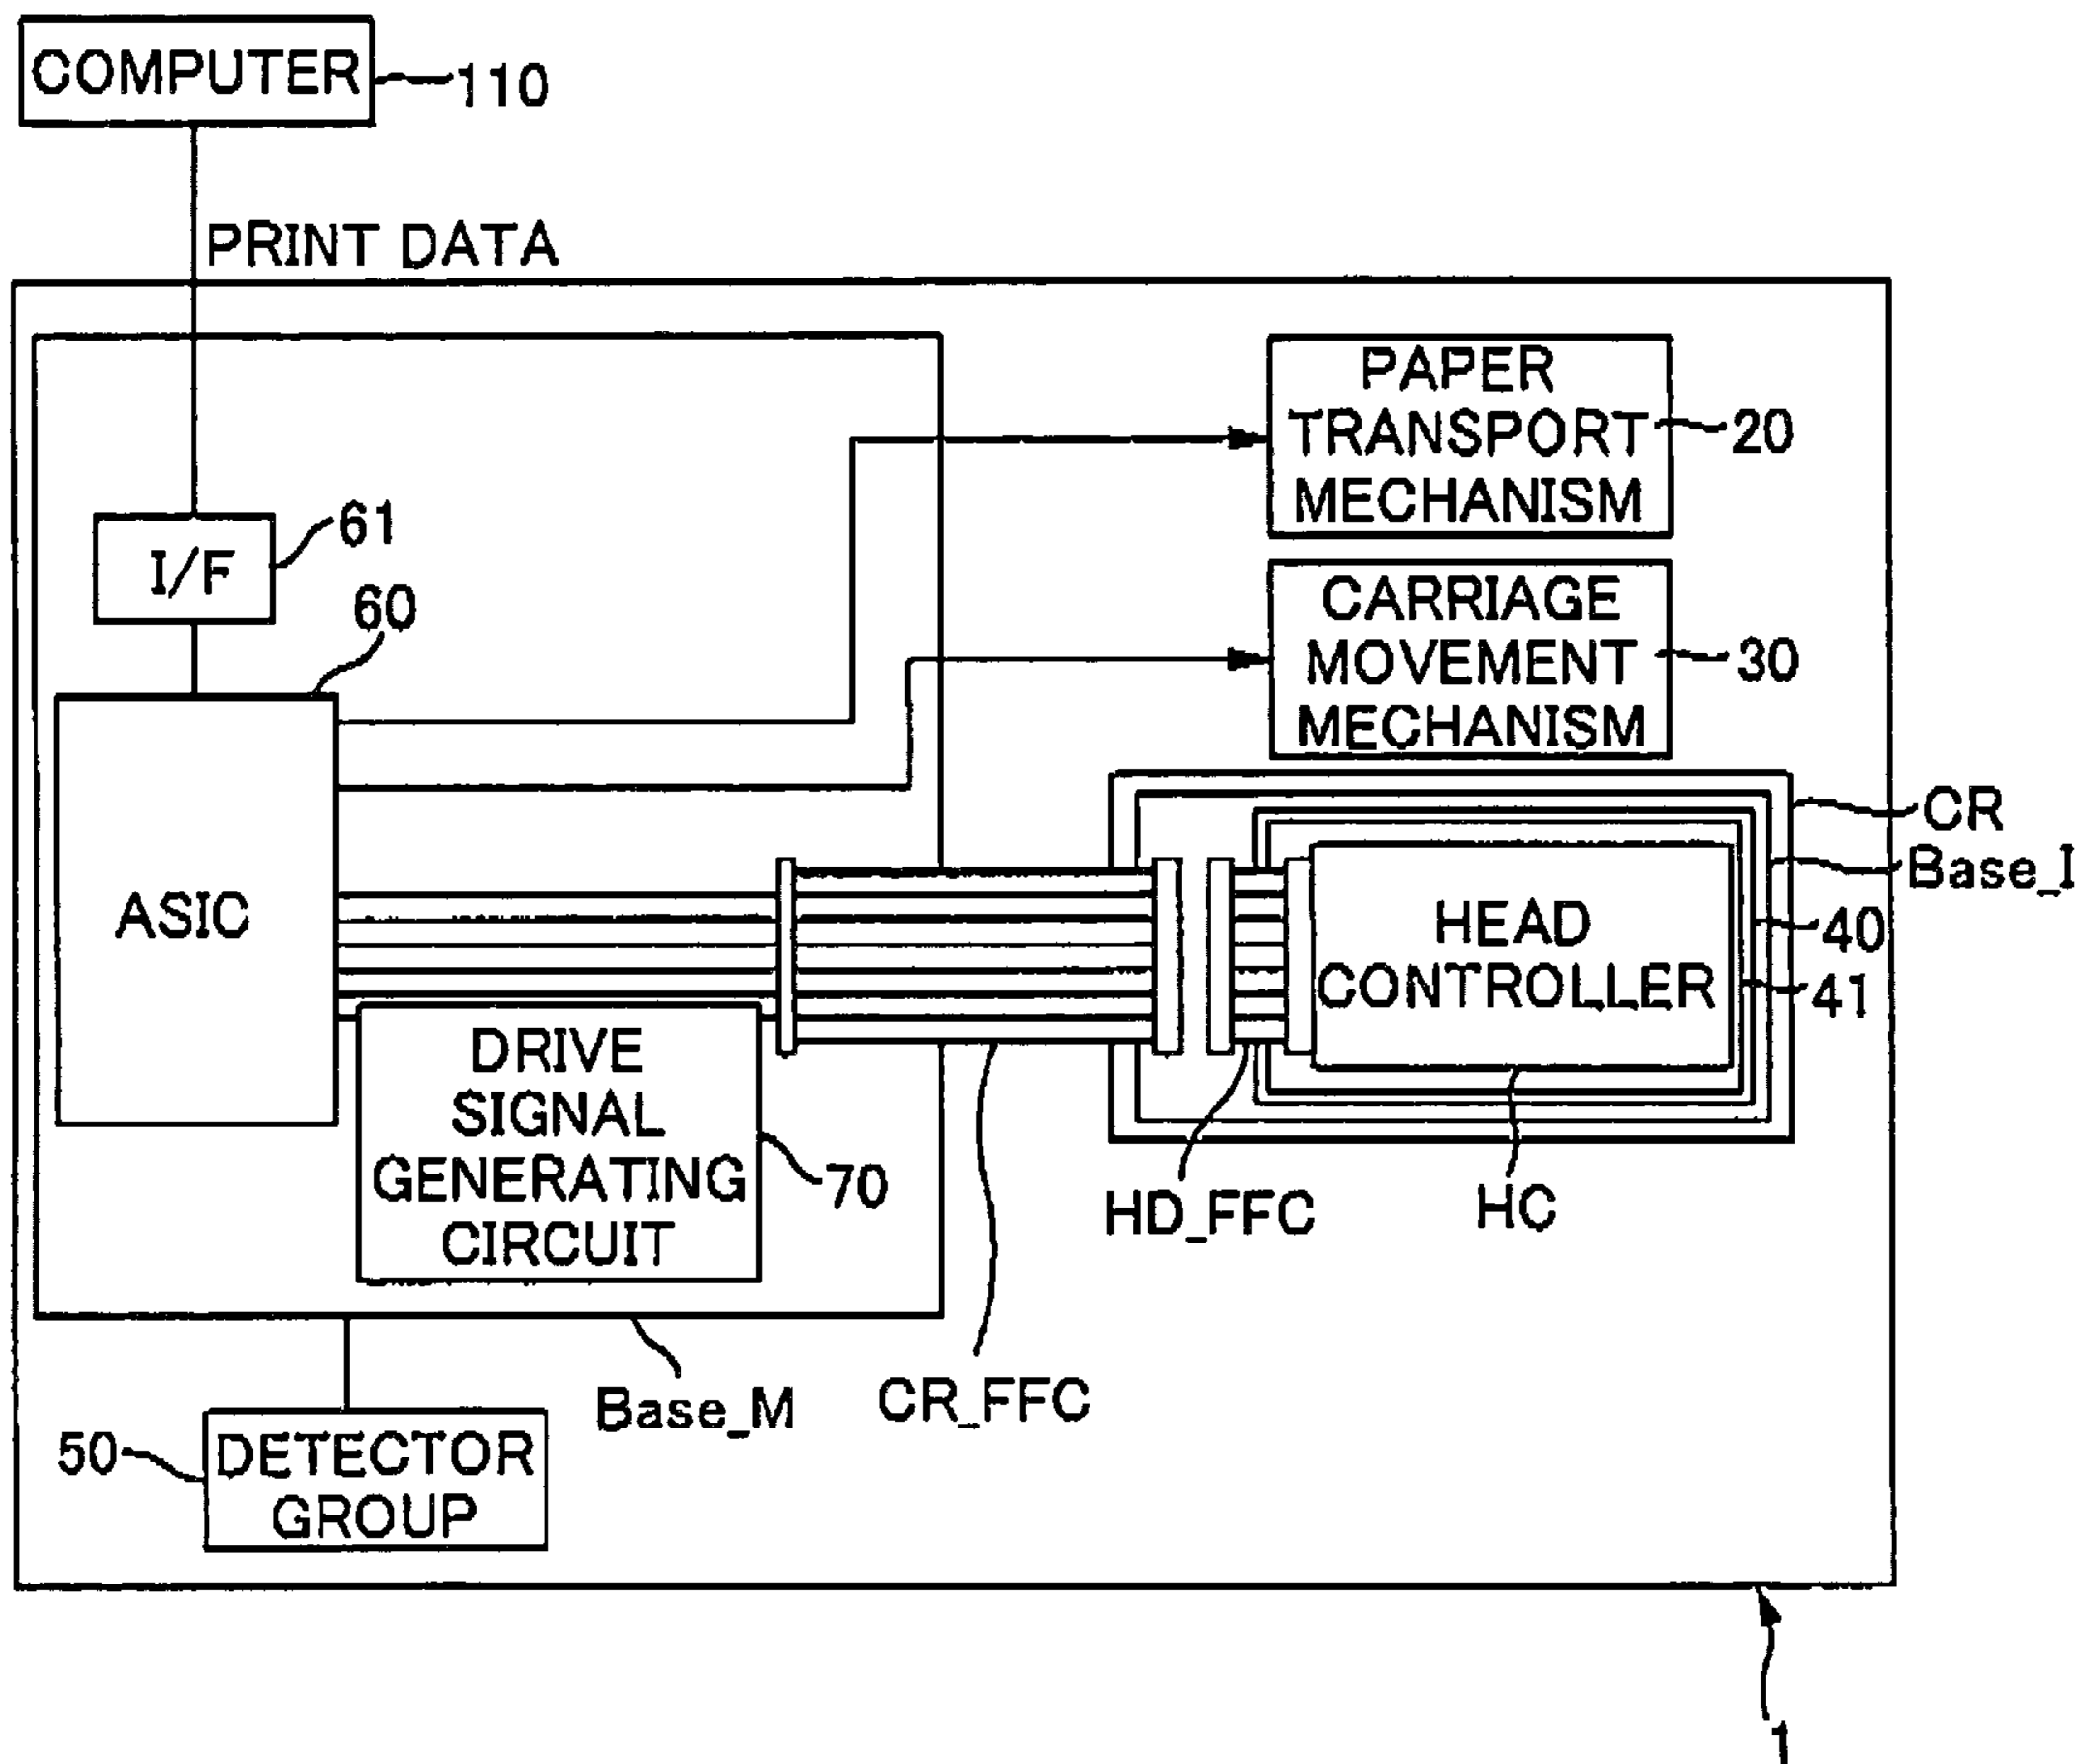 COMPUTER
110
PRINT DATA
PAPER
TRANSPORT
MECHANISM
20
61
I/F
60
CARRIAGE
MOVEMENT
MECHANISM
30
CR
Base_I
40
41
ASIC
HEAD
CONTROLLER
DRIVE
SIGNAL
GENERATING
CIRCUIT
70
HD_FFC
HC
Base_M
CR_FFC
50
DETECTOR
GROUP
1